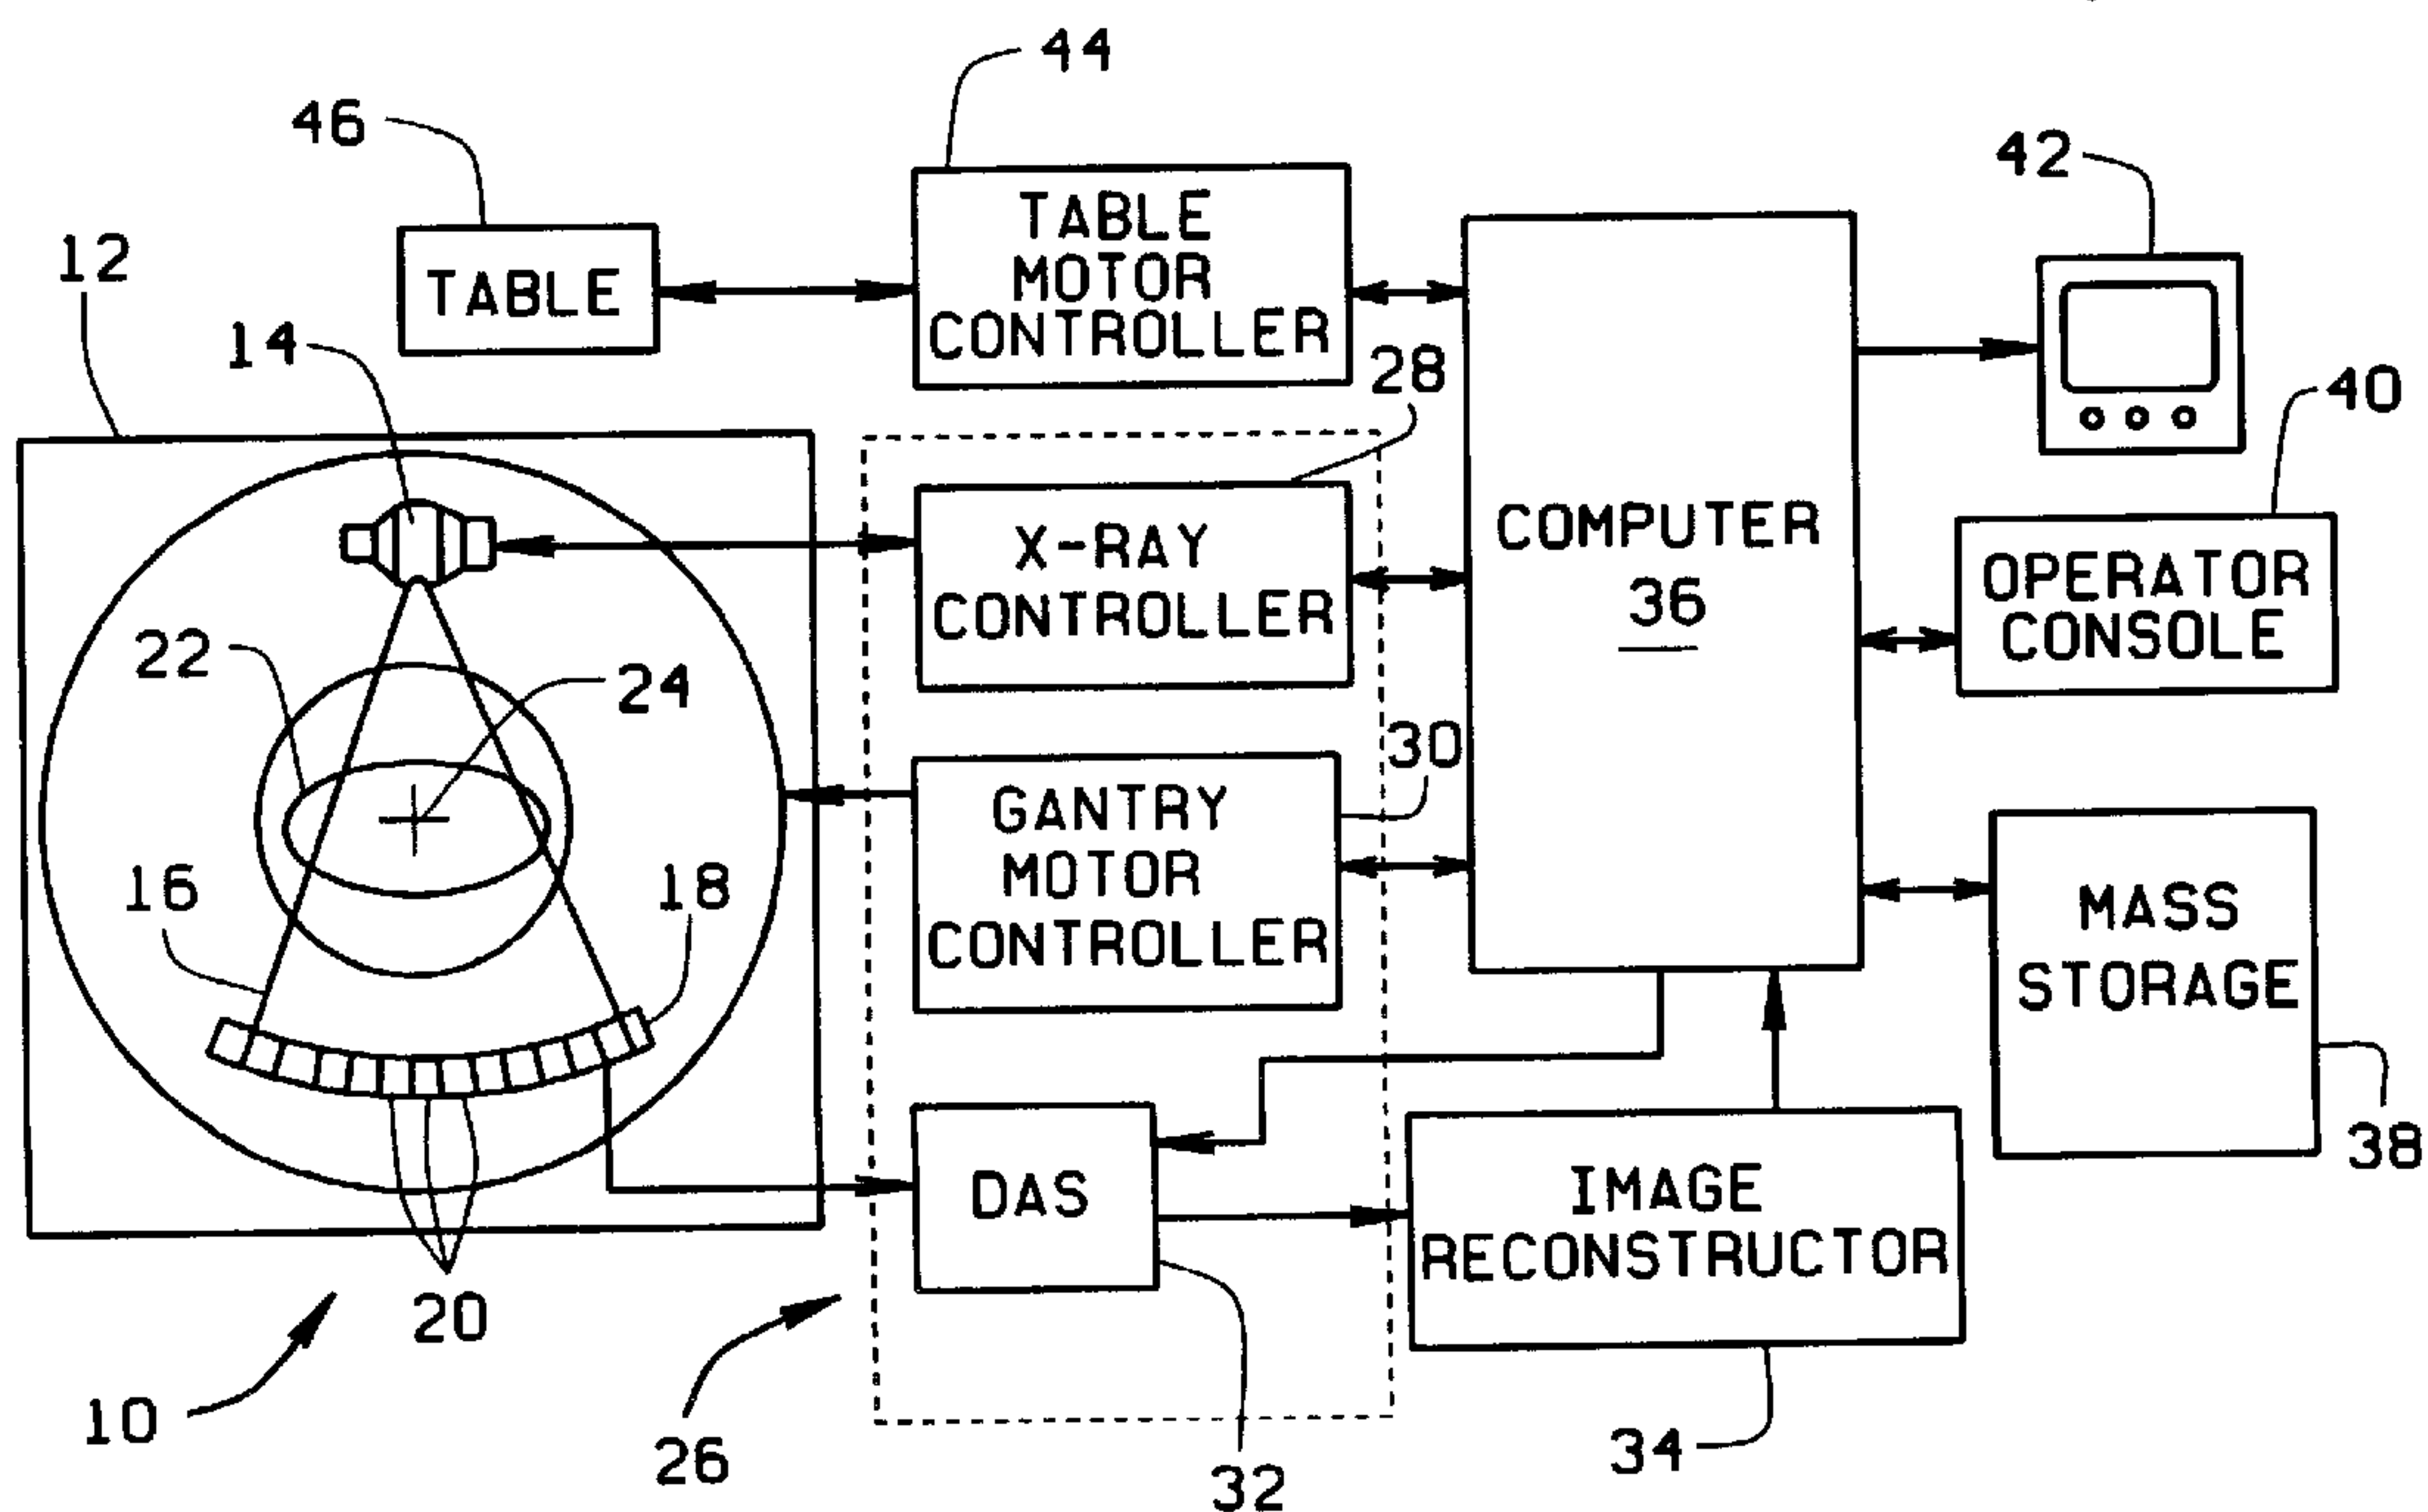 44
46
42
12
TABLE
MOTOR
CONTROLLER
TABLE
14
28
40
X-RAY
CONTROLLER
COMPUTER
36
OPERATOR
CONSOLE
22
24
30
GANTRY
MOTOR
CONTROLLER
16
18
MASS
STORAGE
38
DAS
IMAGE
RECONSTRUCTOR
20
10
26
32
34